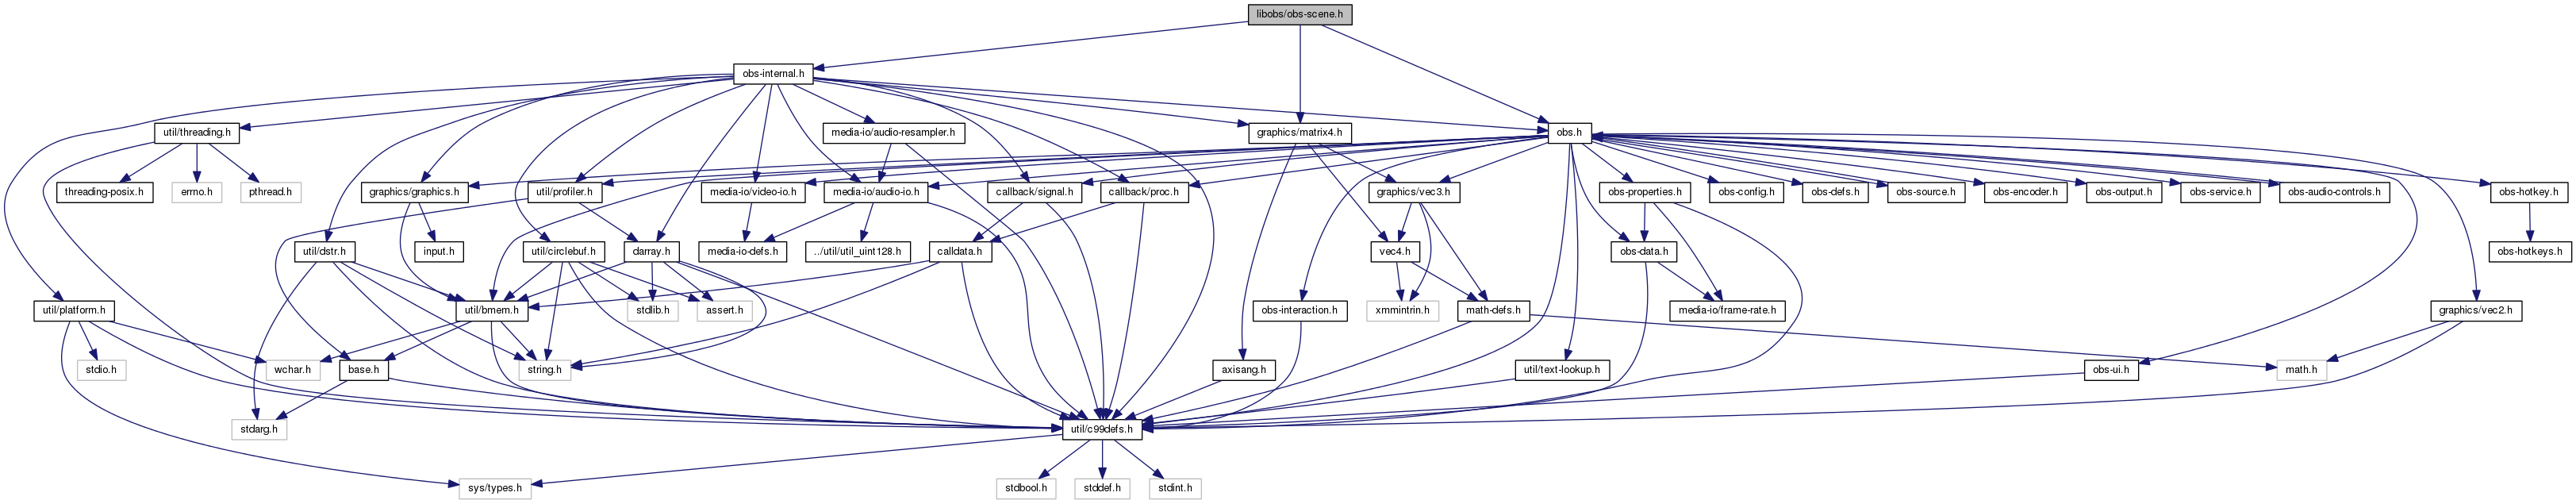 libobs/obs-scene.h
obs-internal.h
util/threading.h
media-io/audio-resampler.h
graphics/matrix4.h
obs.h
threading-posix.h
errno.h
pthread.h
graphics/graphics.h
util/profiler.h
media-io/video-io.h
media-io/audio-io.h
callback/signal.h
callback/proc.h
graphics/vec3.h
obs-properties.h
obs-config.h
obs-defs.h
obs-source.h
obs-encoder.h
obs-output.h
obs-service.h
obs-audio-controls.h
obs-hotkey.h
util/dstr.h
input.h
util/circlebuf.h
darray.h
media-io-defs.h
../util/util_uint128.h
calldata.h
vec4.h
obs-data.h
obs-hotkeys.h
util/platform.h
util/bmem.h
stdlib.h
assert.h
obs-interaction.h
xmmintrin.h
math-defs.h
media-io/frame-rate.h
graphics/vec2.h
stdio.h
wchar.h
base.h
string.h
axisang.h
util/text-lookup.h
obs-ui.h
math.h
stdarg.h
util/c99defs.h
sys/types.h
stdbool.h
stddef.h
stdint.h